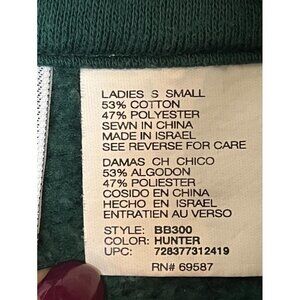 LADIES S SMALL
53% COTTON
47% POLYESTER
SEWN IN CHINA
MADE IN ISRAEL
SEE REVERSE FOR CARE
DAMAS CH CHICO
53% ALGODON
47% POLIESTER
COSIDO EN CHINA
HECHO EN ISRAEL
ENTRATIEN AU VERSO
STYLE: BB300
COLOR: HUNTER
UPC: 728377312419
RN# 69587